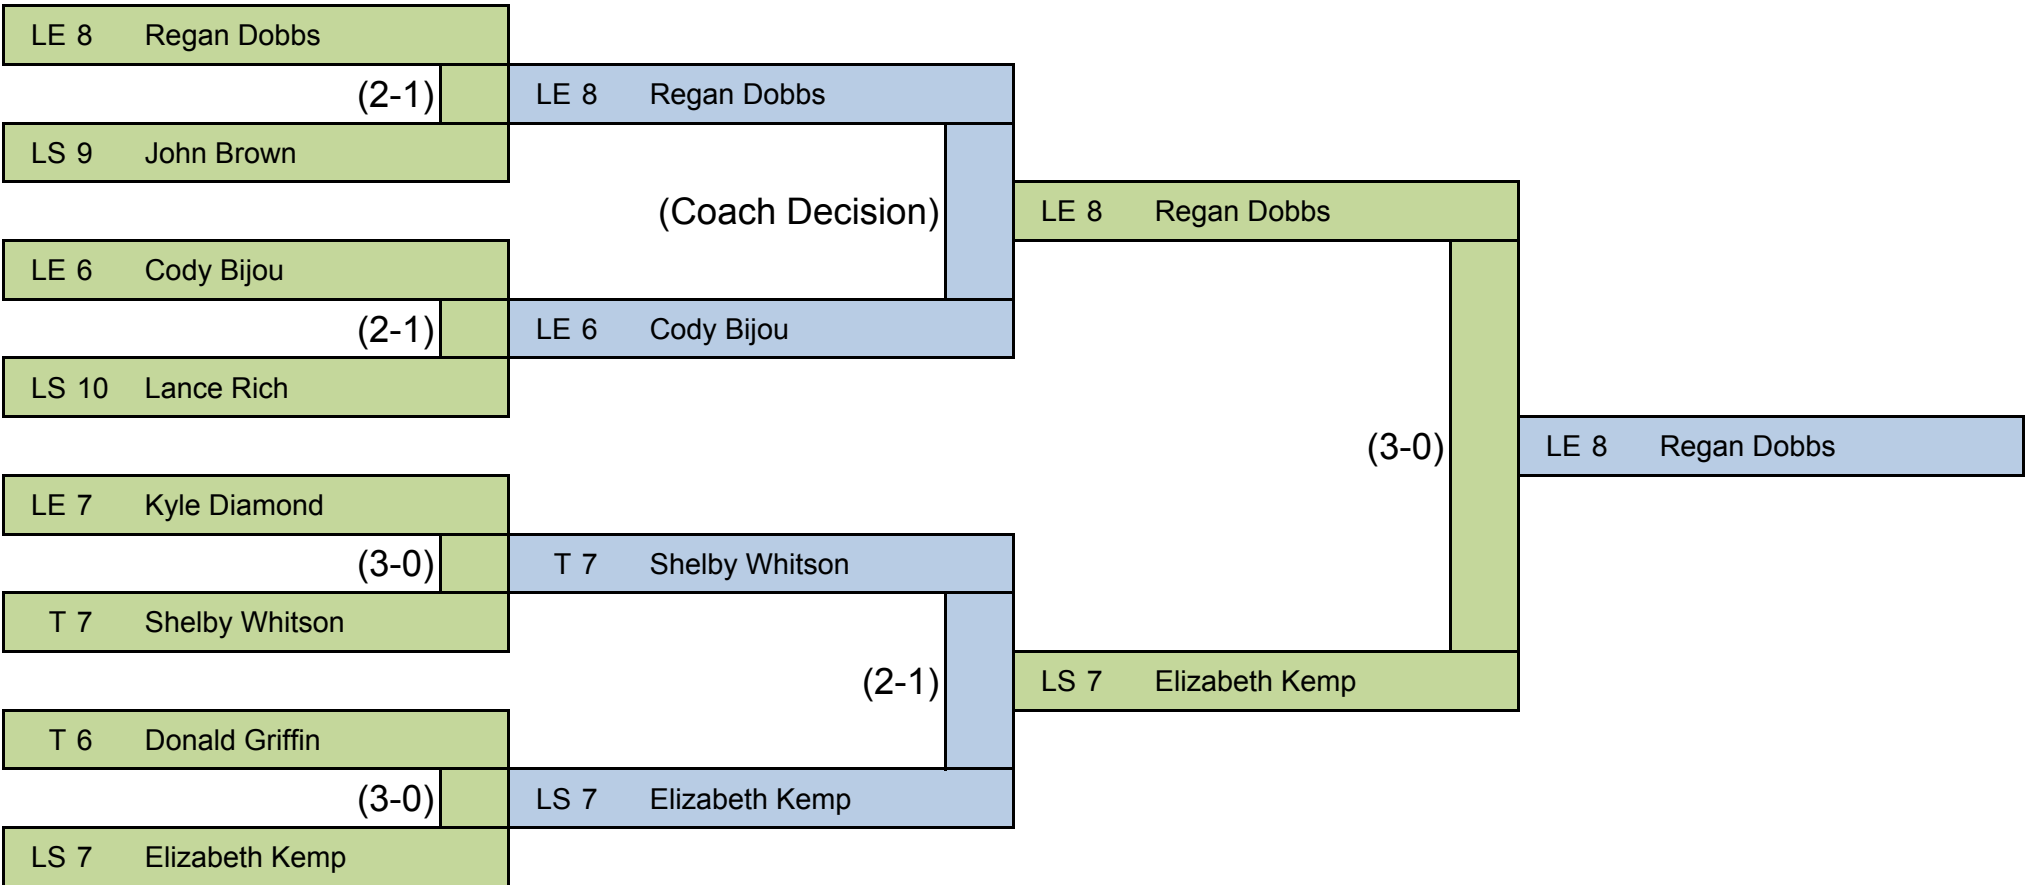 LE 8 Regan Dobbs
(2-1)
LS 9 John Brown
LE 6 Cody Bijou
(2-1)
LS 10 Lance Rich
LE 7 Kyle Diamond
(3-0)
T 7 Shelby Whitson
T 6 Donald Griffin
(3-0)
LS 7 Elizabeth Kemp
LE 8 Regan Dobbs
(Coach Decision)
LE 6 Cody Bijou
T 7 Shelby Whitson
(2-1)
LS 7 Elizabeth Kemp
LE 8 Regan Dobbs
(3-0)
LS 7 Elizabeth Kemp
LE 8 Regan Dobbs